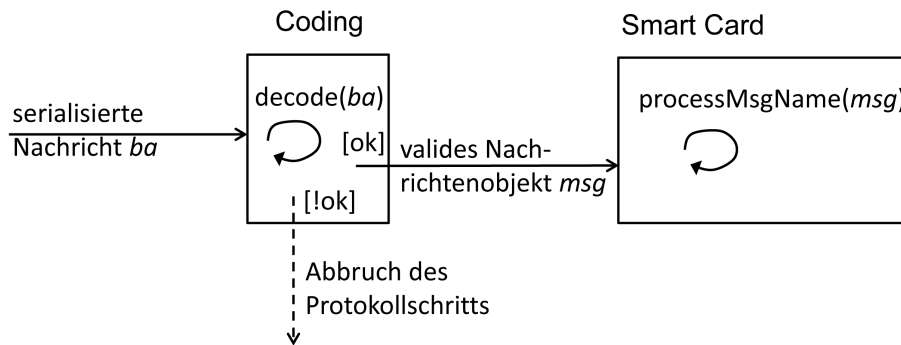 Coding
Smart Card
decode(ba)
processMsgName(msg)
serialisierte
Nachricht ba
[ok]
valides Nach-
richtenobjekt msg
[!ok]
Abbruch des
Protokollschritts